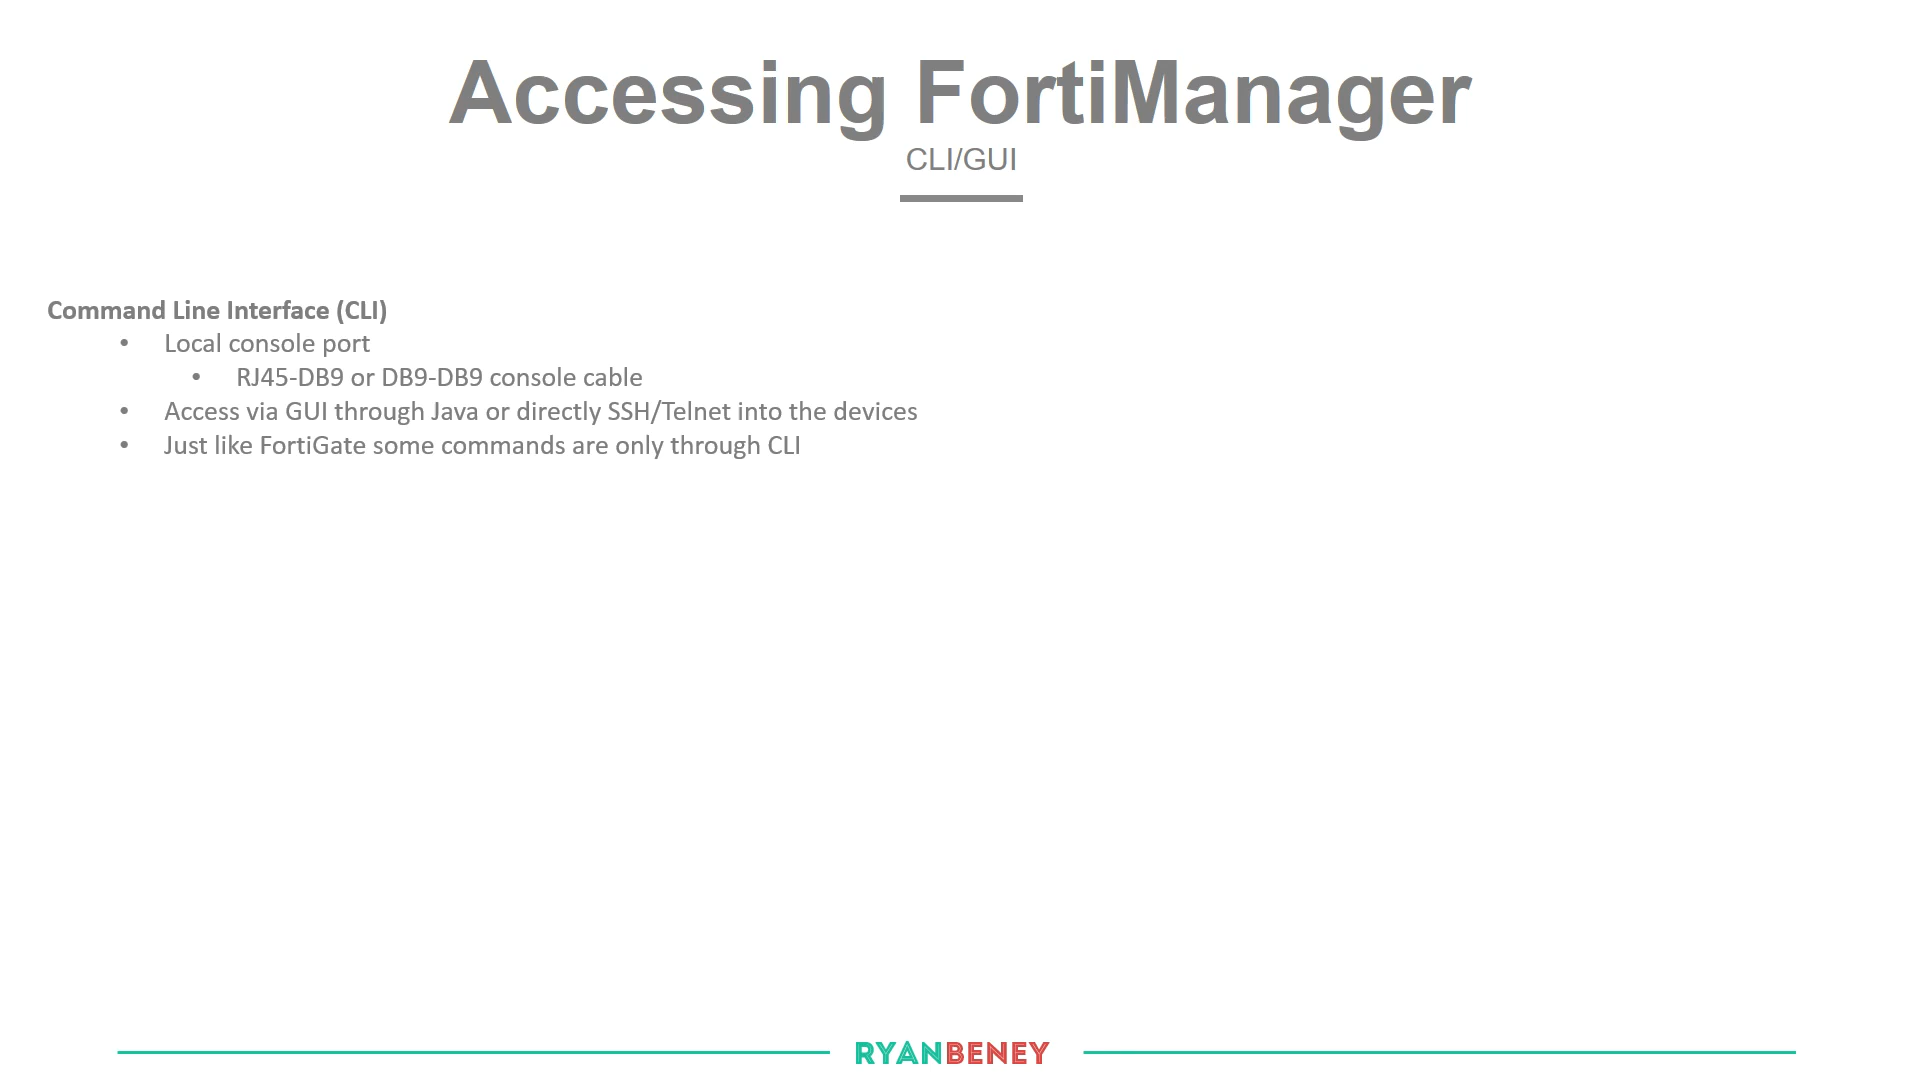 Accessing FortiManager
CLI/GUI
Command Line Interface (CLI)
• Local console port
• RJ45-DB9 or DB9-DB9 console cable
• Access via GUI through Java or directly SSH/Telnet into the devices
• Just like FortiGate some commands are only through CLI
RYANBENEY